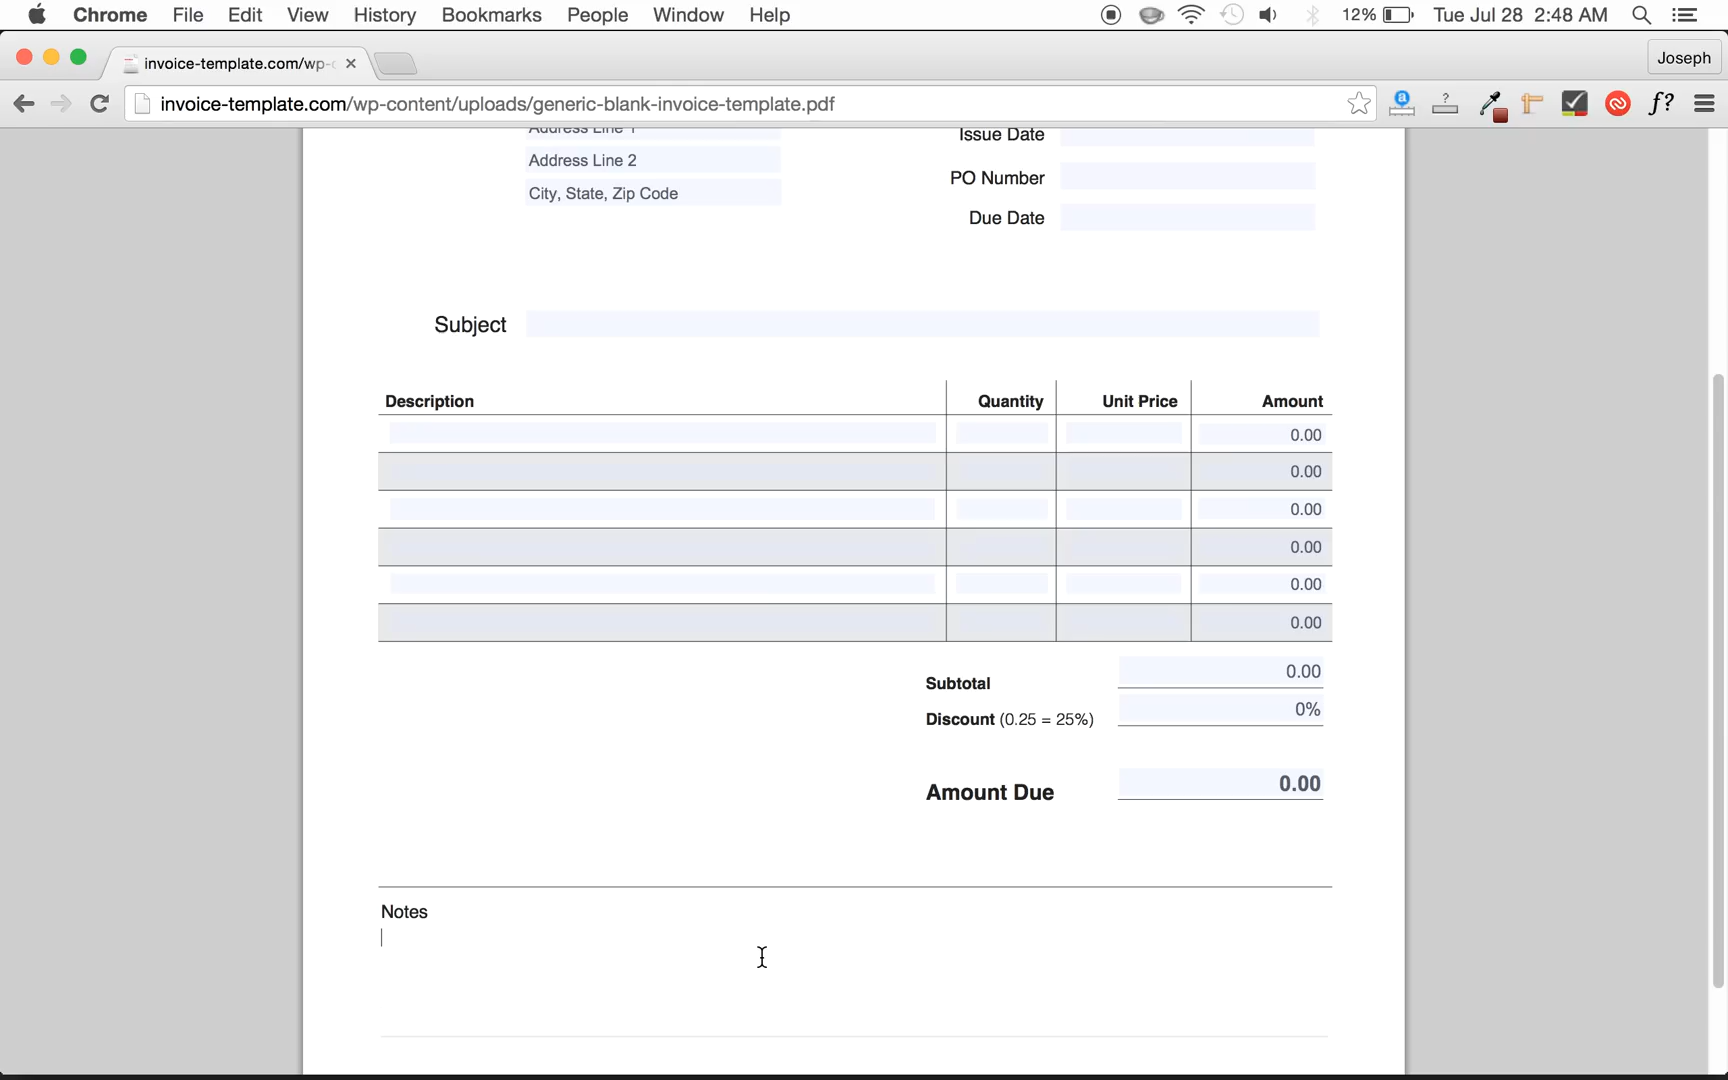 Chrome File Edit View History Bookmarks People Window Help 12% Tue Jul 28 2:48 AM
invoice-template.com/wp-c Joseph
invoice-template.com/wp-content/uploads/generic-blank-invoice-template.pdf a ? f?
Address Line 1 Issue Date
Address Line 2
City, State, Zip Code
PO Number
Due Date
Subject
Description Quantity Unit Price Amount
0.00
0.00
0.00
0.00
0.00
0.00
Subtotal 0.00
Discount (0.25 = 25%) 0%
Amount Due 0.00
Notes